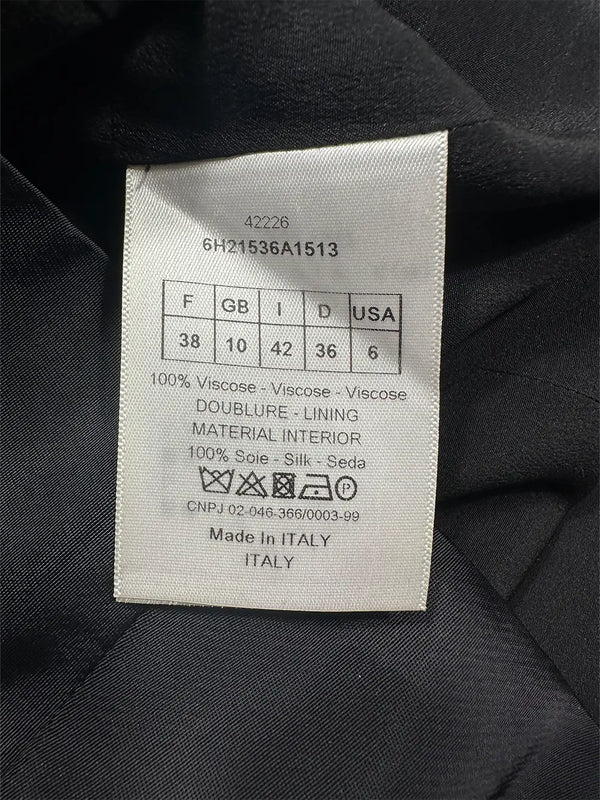 42226
6H21536A1513
F GB I D USA
38 10 42 36 6
100% Viscose - Viscose - Viscose
DOUBLURE - LINING
MATERIAL INTERIOR
100% Soie - Silk - Seda
P
CNPJ 02-046-366/0003-99
Made In ITALY
ITALY